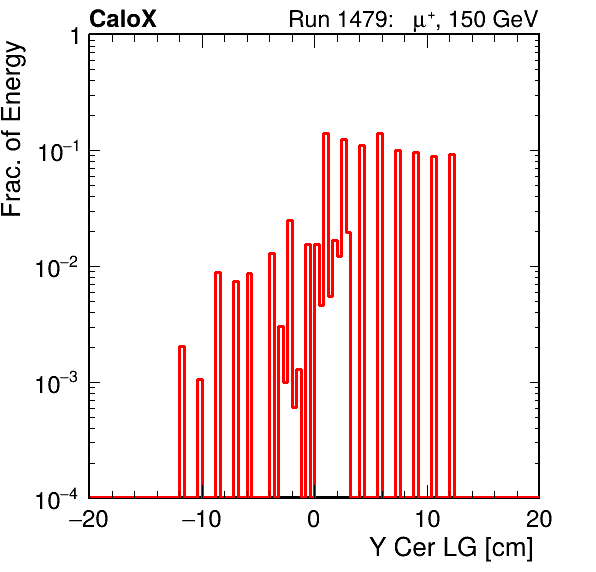 CaloX Run 1479: μ⁺, 150 GeV
Frac. of Energy
1
10⁻¹
10⁻²
10⁻³
10⁻⁴
−20 −10 0 10 20
Y Cer LG [cm]